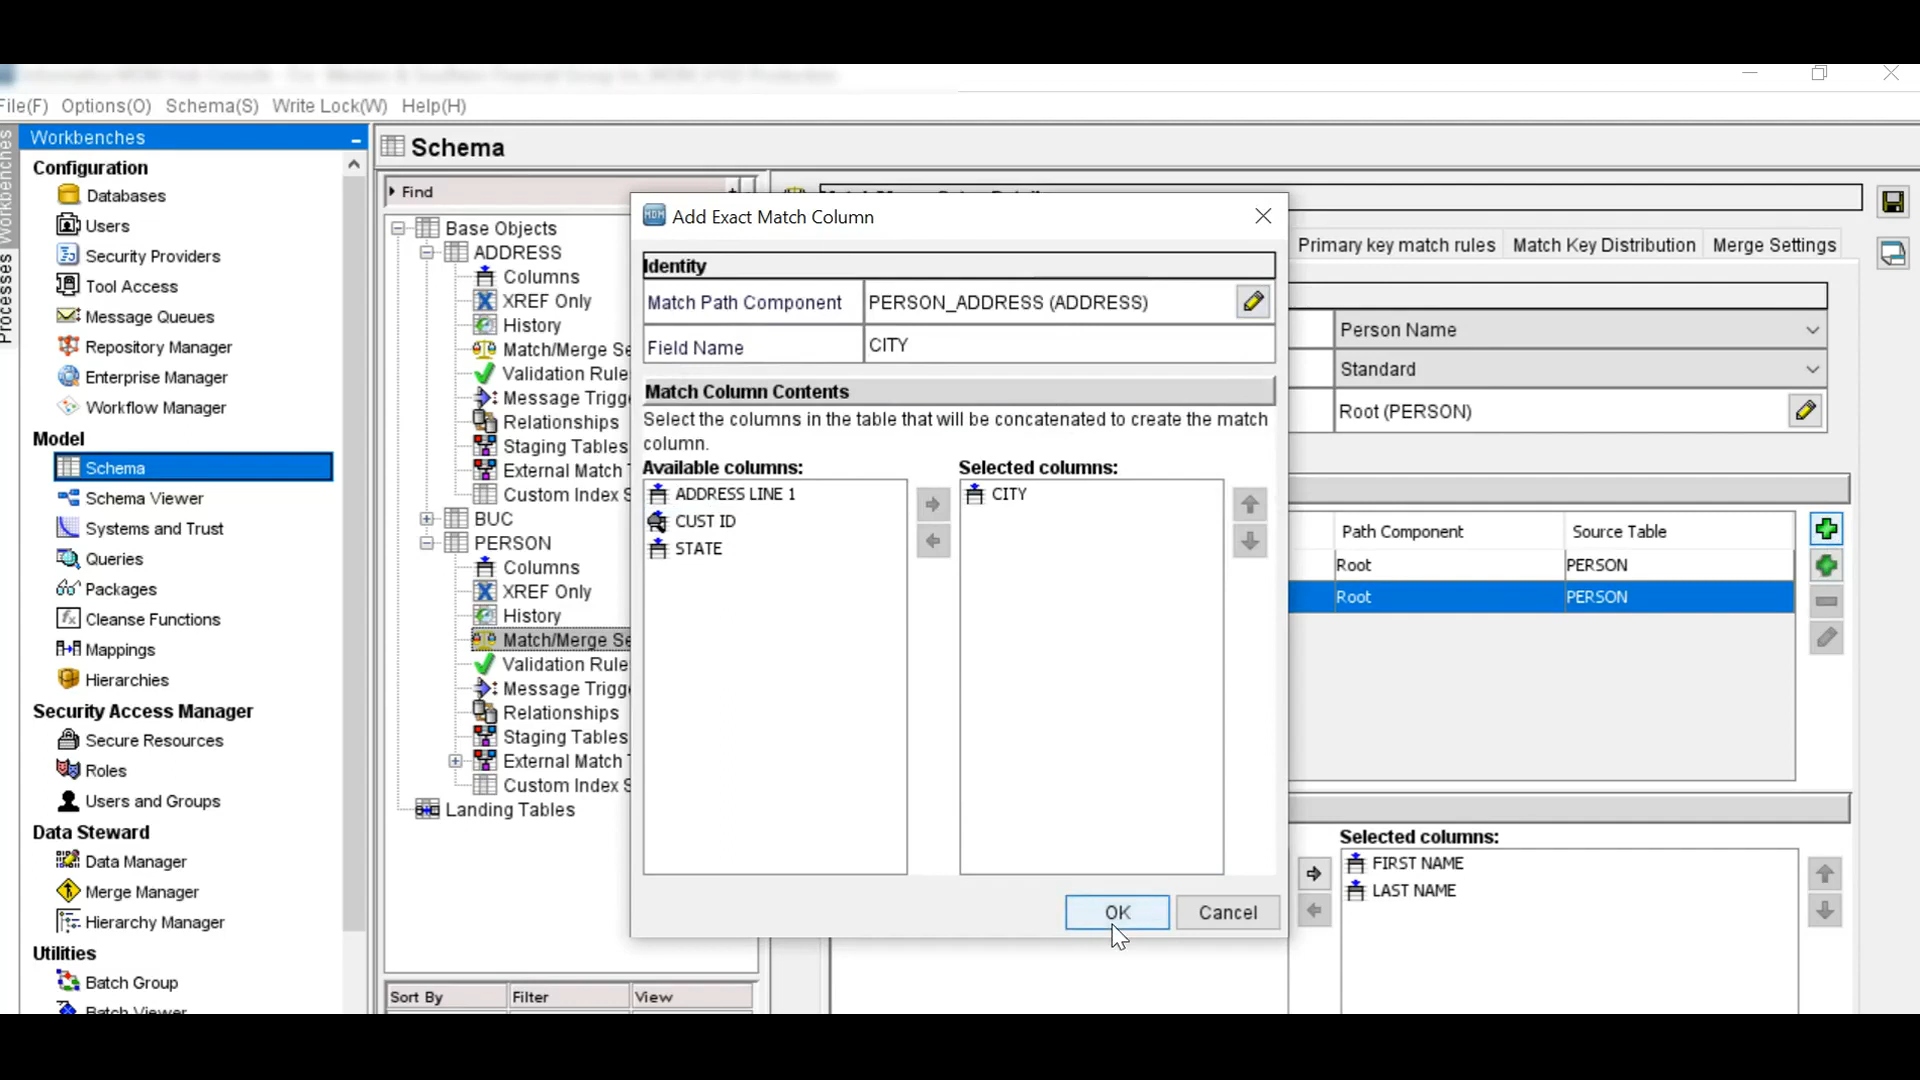 File(F) Options(O) Schema(S) Write Lock(W) Help(H)
Workbenches
Processes
Workbenches
Configuration
Databases
Users
Security Providers
Tool Access
Message Queues
Repository Manager
Enterprise Manager
Workflow Manager
Model
Schema
Schema Viewer
Systems and Trust
Queries
Packages
Cleanse Functions
Mappings
Hierarchies
Security Access Manager
Secure Resources
Roles
Users and Groups
Data Steward
Data Manager
Merge Manager
Hierarchy Manager
Utilities
Batch Group
Batch Viewer
Schema
Find
Base Objects
ADDRESS
Columns
XREF Only
History
Match/Merge Se
Validation Rule
Message Trigg
Relationships
Staging Tables
External Match T
Custom Index S
BUC
PERSON
Columns
XREF Only
History
Match/Merge Se
Validation Rule
Message Trigg
Relationships
Staging Tables
External Match T
Custom Index S
Landing Tables
Sort By Filter View
Add Exact Match Column
Identity
Match Path Component PERSON_ADDRESS (ADDRESS)
Field Name CITY
Match Column Contents
Select the columns in the table that will be concatenated to create the match
column.
Available columns: Selected columns:
ADDRESS LINE 1
CUST ID
STATE
CITY
OK Cancel
Primary key match rules Match Key Distribution Merge Settings
Person Name
Standard
Root (PERSON)
Path Component Source Table
Root PERSON
Root PERSON
Selected columns:
FIRST NAME
LAST NAME